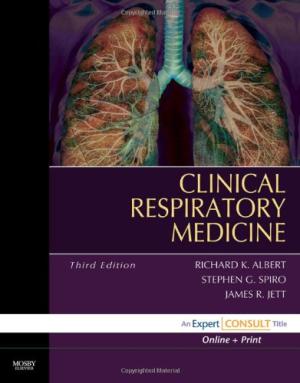 CLINICAL
RESPIRATORY
MEDICINE
Third Edition
RICHARD K. ALBERT
STEPHEN G. SPIRO
JAMES R. JETT
An Expert CONSULT Title
Online + Print
MOSBY
ELSEVIER